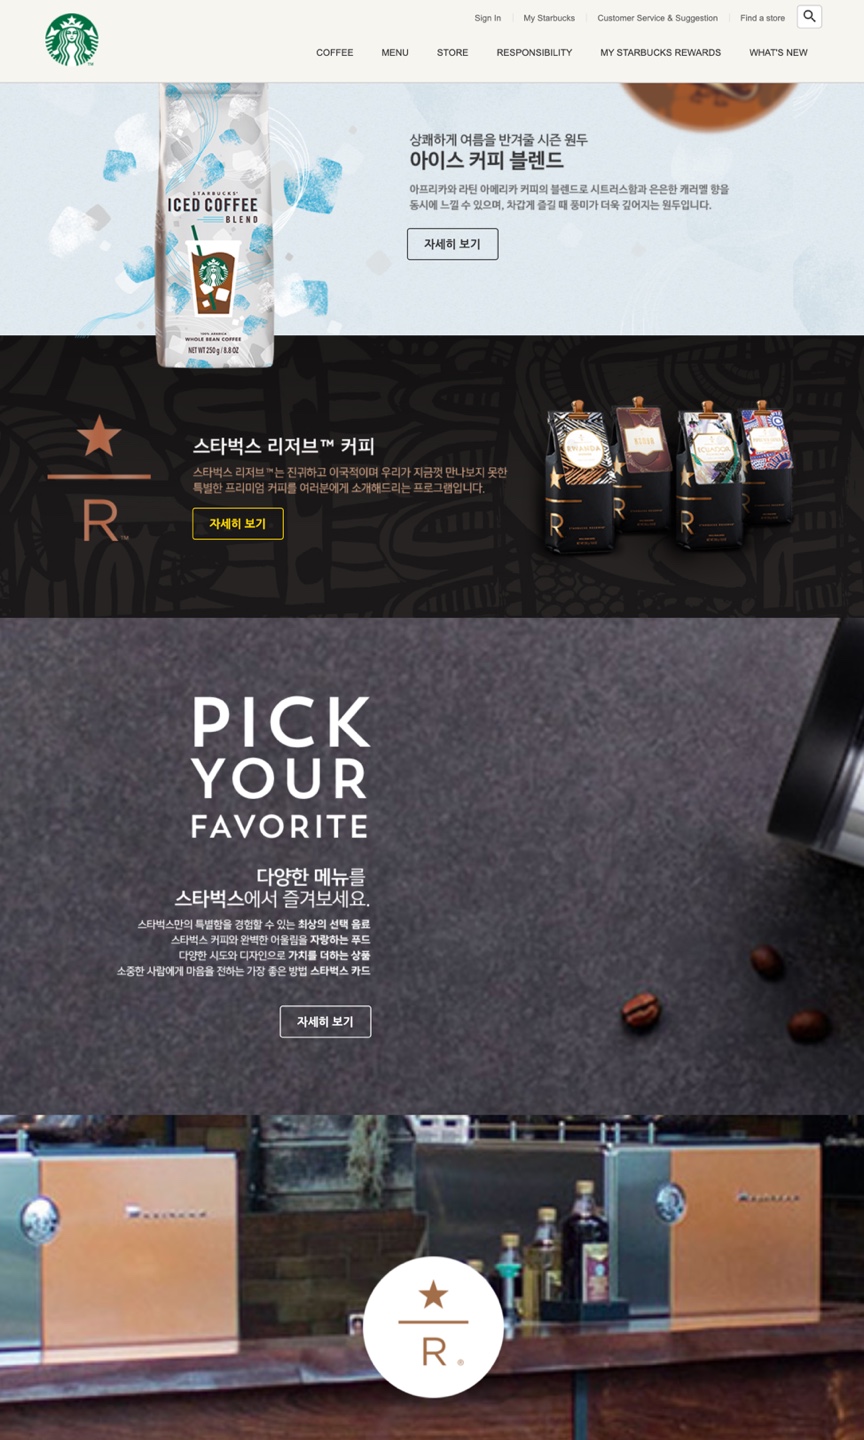 Sign In
My Starbucks
Customer Service & Suggestion
Find a store
COFFEE
MENU
STORE
RESPONSIBILITY
MY STARBUCKS REWARDS
WHAT'S NEW
TM
상쾌하게 여름을 반겨줄 시즌 원두
아이스 커피 블렌드
아프리카와 라틴 아메리카 커피의 블렌드로 시트러스함과 은은한 캐러멜 향을
동시에 느낄 수 있으며, 차갑게 즐길 때 풍미가 더욱 깊어지는 원두입니다.
자세히 보기
STARBUCKS®
ICED COFFEE
BLEND
100% ARABICA
WHOLE BEAN COFFEE
NET WT 250 g / 8.8 OZ
R™
스타벅스 리저브™ 커피
스타벅스 리저브™는 진귀하고 이국적이며 우리가 지금껏 만나보지 못한
특별한 프리미엄 커피를 여러분에게 소개해드리는 프로그램입니다.
자세히 보기
RWANDA
ECUADOR
R
R
R
PICK
YOUR
FAVORITE
다양한 메뉴를
스타벅스에서 즐겨보세요.
스타벅스만의 특별함을 경험할 수 있는 최상의 선택 음료
스타벅스 커피와 완벽한 어울림을 자랑하는 푸드
다양한 시도와 디자인으로 가치를 더하는 상품
소중한 사람에게 마음을 전하는 가장 좋은 방법 스타벅스 카드
자세히 보기
R®